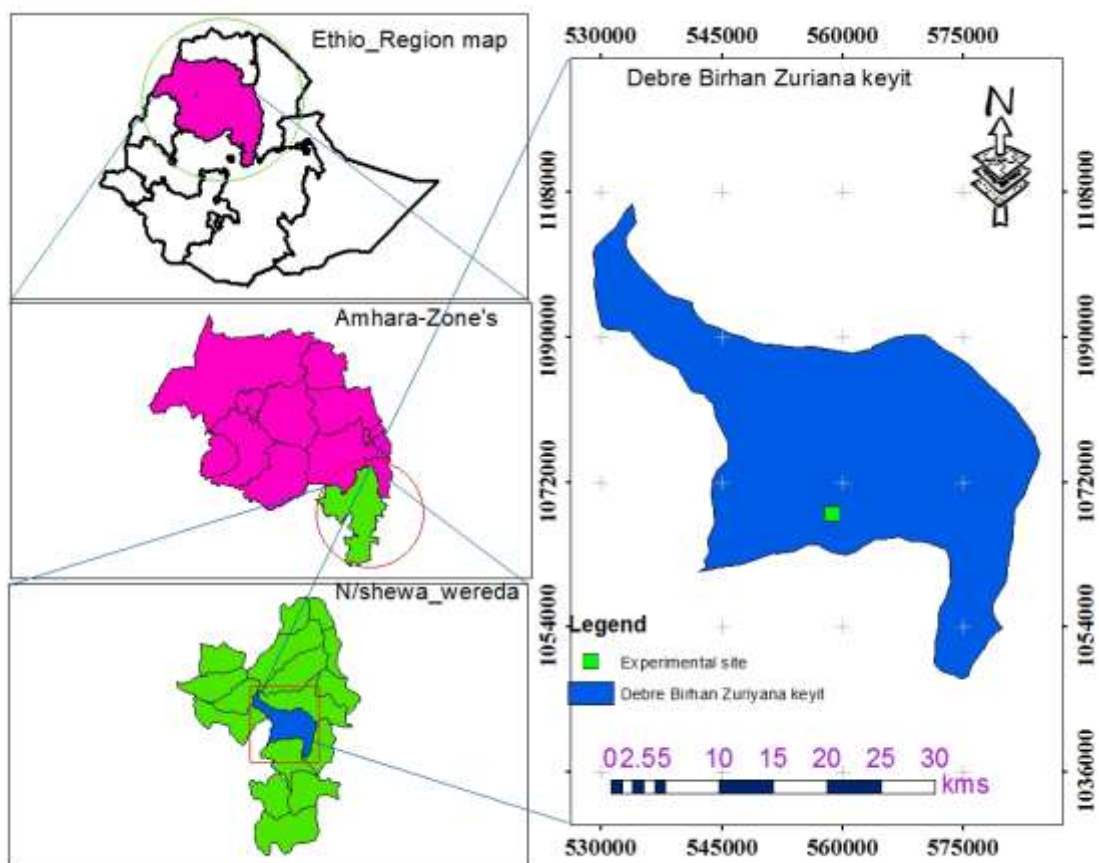 Ethio_Region map
Amhara-Zone's
N/shewa_wereda
530000 545000 560000 575000
Debre Birhan Zuriana keyit
N
1108000 1108000
1090000 1090000
1072000 1072000
1054000 1054000
1036000 1036000
Legend
Experimental site
Debre Birhan Zuriyana keyit
02.55 10 15 20 25 30
kms
530000 545000 560000 575000